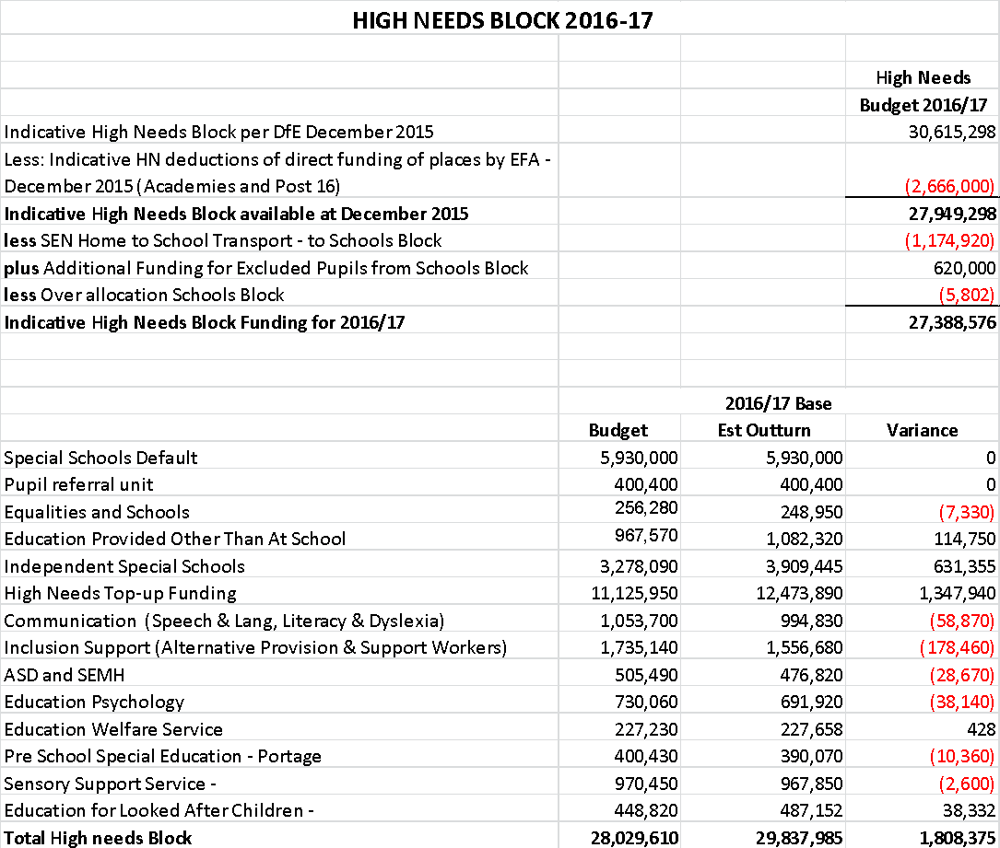 HIGH NEEDS BLOCK 2016-17
High Needs
Budget 2016/17
Indicative High Needs Block per DfE December 2015 30,615,298
Less: Indicative HN deductions of direct funding of places by EFA -
December 2015 (Academies and Post 16) (2,666,000)
Indicative High Needs Block available at December 2015 27,949,298
less SEN Home to School Transport - to Schools Block (1,174,920)
plus Additional Funding for Excluded Pupils from Schools Block 620,000
less Over allocation Schools Block (5,802)
Indicative High Needs Block Funding for 2016/17 27,388,576
2016/17 Base
Budget Est Outturn Variance
Special Schools Default 5,930,000 5,930,000 0
Pupil referral unit 400,400 400,400 0
Equalities and Schools 256,280 248,950 (7,330)
Education Provided Other Than At School 967,570 1,082,320 114,750
Independent Special Schools 3,278,090 3,909,445 631,355
High Needs Top-up Funding 11,125,950 12,473,890 1,347,940
Communication (Speech & Lang, Literacy & Dyslexia) 1,053,700 994,830 (58,870)
Inclusion Support (Alternative Provision & Support Workers) 1,735,140 1,556,680 (178,460)
ASD and SEMH 505,490 476,820 (28,670)
Education Psychology 730,060 691,920 (38,140)
Education Welfare Service 227,230 227,658 428
Pre School Special Education - Portage 400,430 390,070 (10,360)
Sensory Support Service - 970,450 967,850 (2,600)
Education for Looked After Children - 448,820 487,152 38,332
Total High needs Block 28,029,610 29,837,985 1,808,375